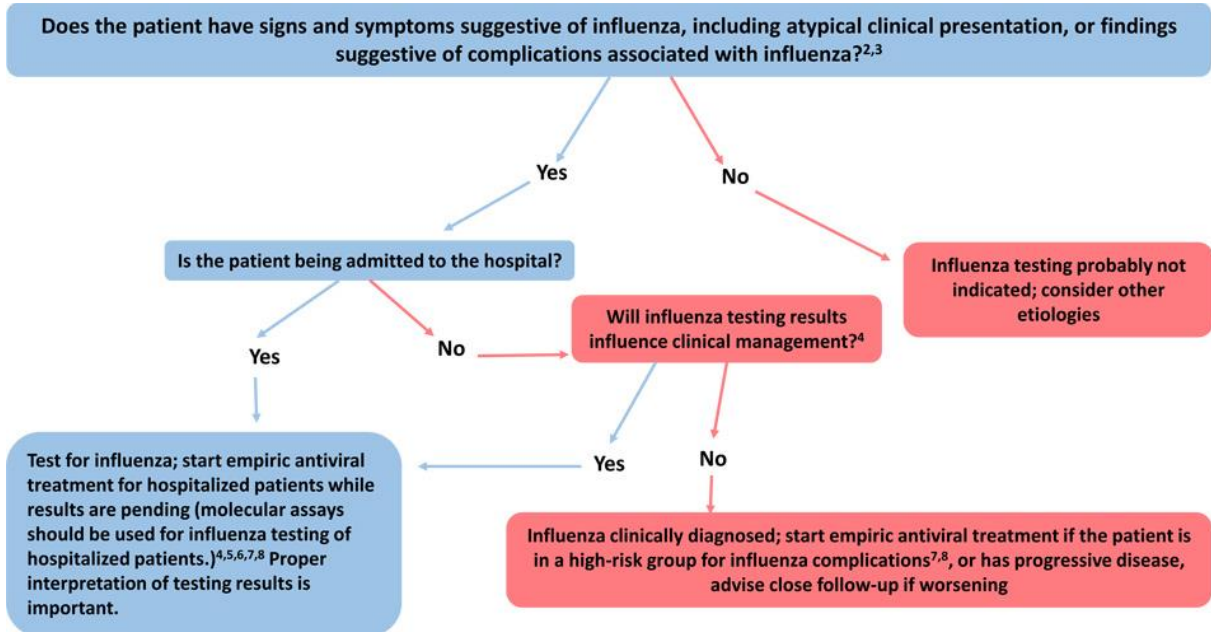 Does the patient have signs and symptoms suggestive of influenza, including atypical clinical presentation, or findings
suggestive of complications associated with influenza?2,3
Yes
No
Is the patient being admitted to the hospital?
Influenza testing probably not
indicated; consider other
etiologies
Will influenza testing results
influence clinical management?4
Yes
No
Test for influenza; start empiric antiviral
treatment for hospitalized patients while
results are pending (molecular assays
should be used for influenza testing of
hospitalized patients.)4,5,6,7,8 Proper
interpretation of testing results is
important.
Yes
No
Influenza clinically diagnosed; start empiric antiviral treatment if the patient is
in a high-risk group for influenza complications7,8, or has progressive disease,
advise close follow-up if worsening